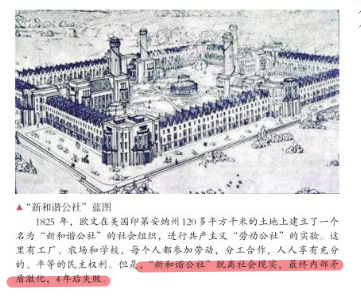 ▲“新和谐公社”蓝图
1825 年，欧文在美国印第安纳州120多平方千米的土地上建立了一个
名为“新和谐公社”的社会组织，进行共产主义“劳动公社”的实验。这
里有工厂、农场和学校，每个人都参加劳动，分工合作，人人享有充分
的、平等的民主权利。但是，“新和谐公社”脱离社会现实，最终内部矛
盾激化，4年后失败。